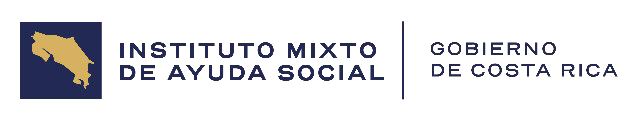 INSTITUTO MIXTO
DE AYUDA SOCIAL
GOBIERNO
DE COSTA RICA